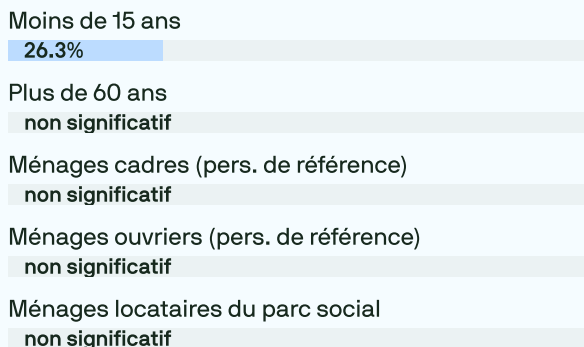 Moins de 15 ans
26.3%
Plus de 60 ans
non significatif
Ménages cadres (pers. de référence)
non significatif
Ménages ouvriers (pers. de référence)
non significatif
Ménages locataires du parc social
non significatif